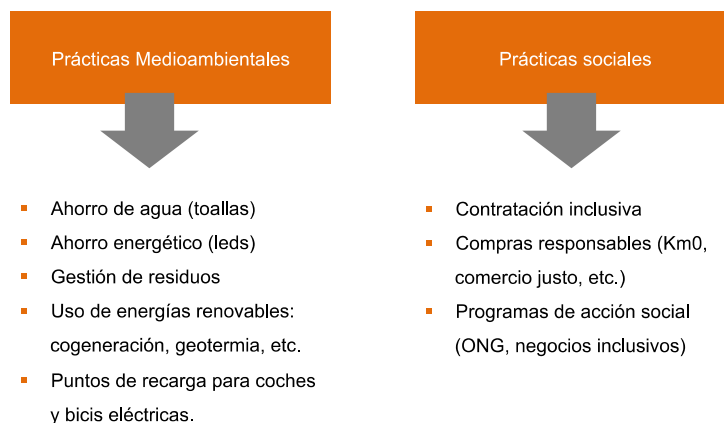 Prácticas Medioambientales
Ahorro de agua (toallas)
Ahorro energético (leds)
Gestión de residuos
Uso de energías renovables:
cogeneración, geotermia, etc.
Puntos de recarga para coches
y bicis eléctricas.
Prácticas sociales
Contratación inclusiva
Compras responsables (Km0,
comercio justo, etc.)
Programas de acción social
(ONG, negocios inclusivos)